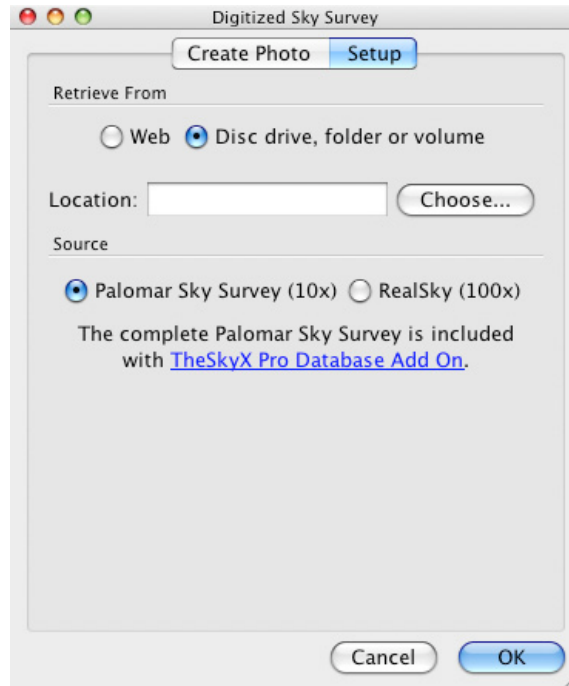 Digitized Sky Survey
Create Photo Setup
Retrieve From
Web Disc drive, folder or volume
Location: Choose...
Source
Palomar Sky Survey (10x) RealSky (100x)
The complete Palomar Sky Survey is included
with TheSkyX Pro Database Add On.
Cancel OK